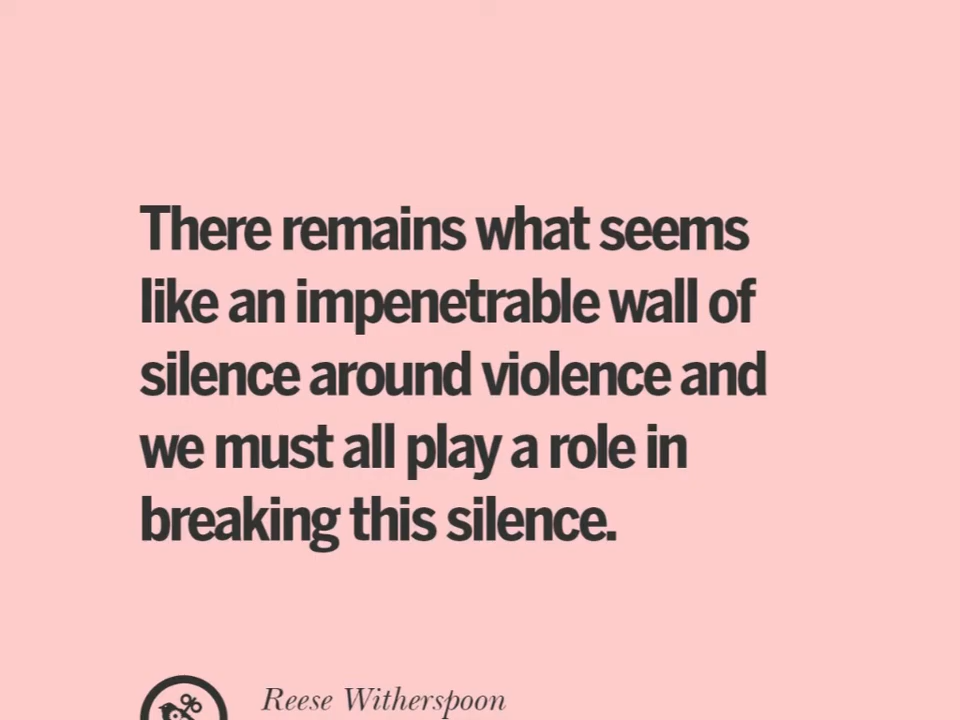 There remains what seems
like an impenetrable wall of
silence around violence and
we must all play a role in
breaking this silence.
Reese Witherspoon